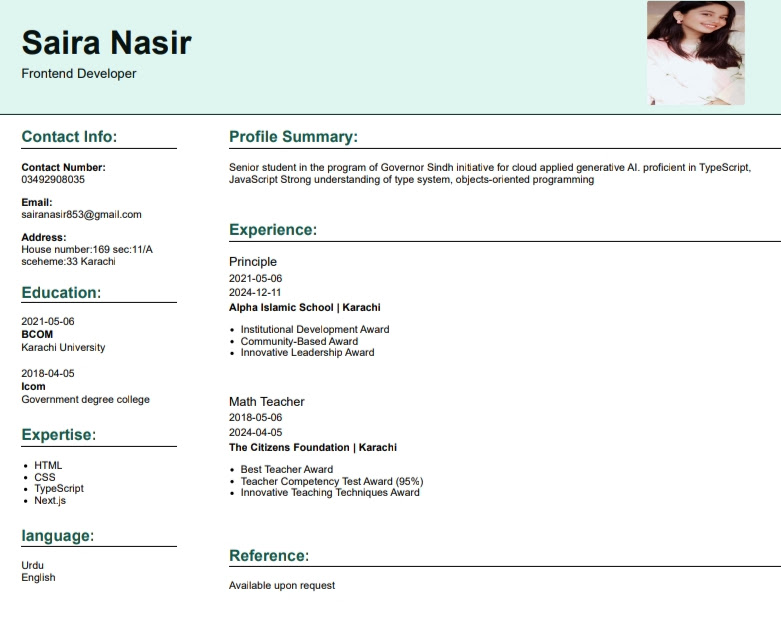 Saira Nasir
Frontend Developer
Contact Info:
Contact Number:
03492908035
Email:
sairanasir853@gmail.com
Address:
House number:169 sec:11/A
sceheme:33 Karachi
Education:
2021-05-06
BCOM
Karachi University
2018-04-05
Icom
Government degree college
Expertise:
• HTML
• CSS
• TypeScript
• Next.js
language:
Urdu
English
Profile Summary:
Senior student in the program of Governor Sindh initiative for cloud applied generative AI. proficient in TypeScript,
JavaScript Strong understanding of type system, objects-oriented programming
Experience:
Principle
2021-05-06
2024-12-11
Alpha Islamic School | Karachi
• Institutional Development Award
• Community-Based Award
• Innovative Leadership Award
Math Teacher
2018-05-06
2024-04-05
The Citizens Foundation | Karachi
• Best Teacher Award
• Teacher Competency Test Award (95%)
• Innovative Teaching Techniques Award
Reference:
Available upon request